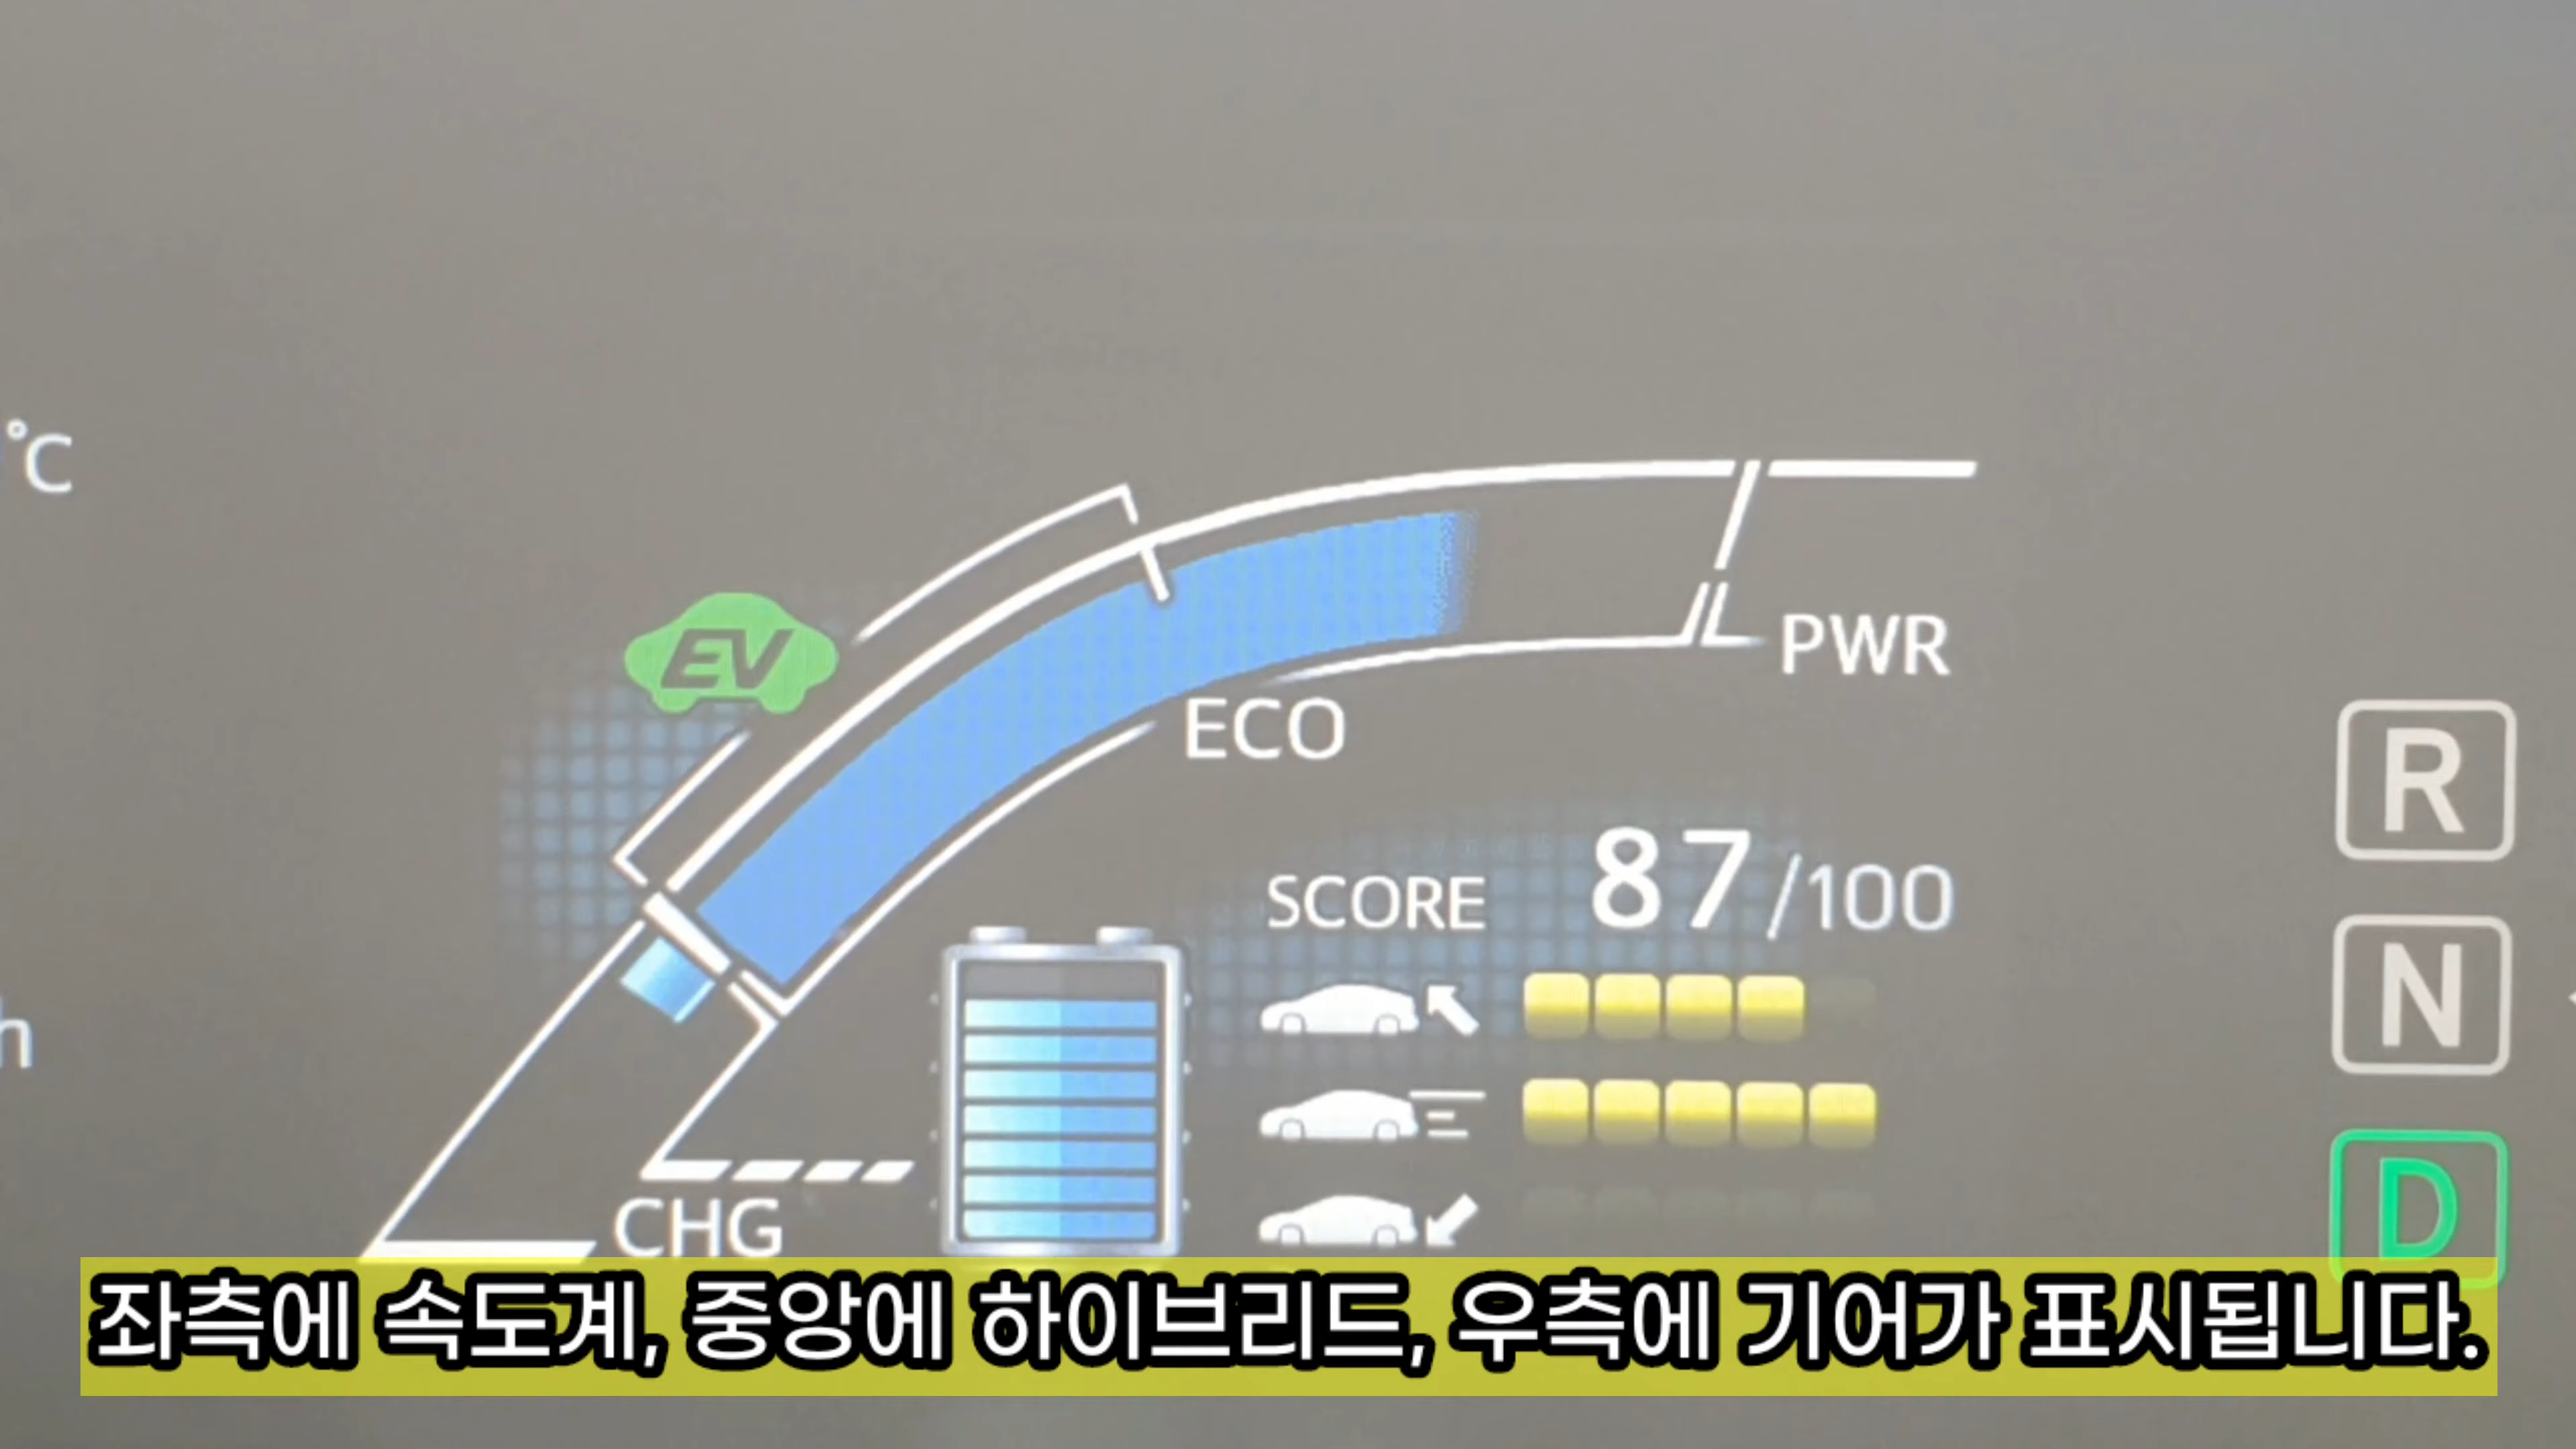 °C
EV
PWR
ECO
R
SCORE 87/100
N
h
CHG
D
좌측에 속도계, 중앙에 하이브리드, 우측에 기어가 표시됩니다.